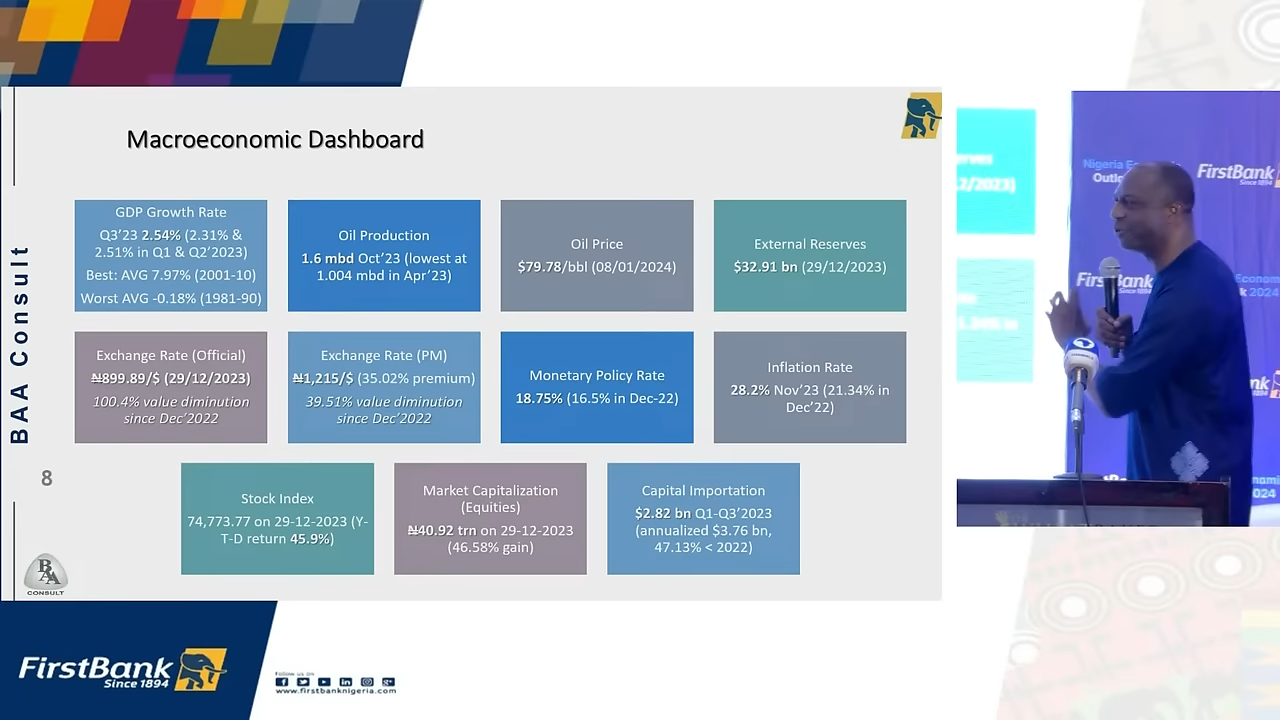 Macroeconomic Dashboard
GDP Growth Rate
Q3'23 2.54% (2.31% &
2.51% in Q1 & Q2'2023)
Best: AVG 7.97% (2001-10)
Worst AVG -0.18% (1981-90)
Oil Production
1.6 mbd Oct'23 (lowest at
1.004 mbd in Apr'23)
Oil Price
$79.78/bbl (08/01/2024)
External Reserves
$32.91 bn (29/12/2023)
Exchange Rate (Official)
₦899.89/$ (29/12/2023)
100.4% value diminution
since Dec'2022
Exchange Rate (PM)
₦1,215/$ (35.02% premium)
39.51% value diminution
since Dec'2022
Monetary Policy Rate
18.75% (16.5% in Dec-22)
Inflation Rate
28.2% Nov'23 (21.34% in
Dec'22)
Stock Index
74,773.77 on 29-12-2023 (Y-
T-D return 45.9%)
Market Capitalization
(Equities)
₦40.92 trn on 29-12-2023
(46.58% gain)
Capital Importation
$2.82 bn Q1-Q3'2023
(annualized $3.76 bn,
47.13% < 2022)
BAA Consult
8
BAA
CONSULT
FirstBank
Since 1894
Follow us on
www.firstbanknigeria.com
Nigeria
FirstBank
Since 1894
FirstBank
2024